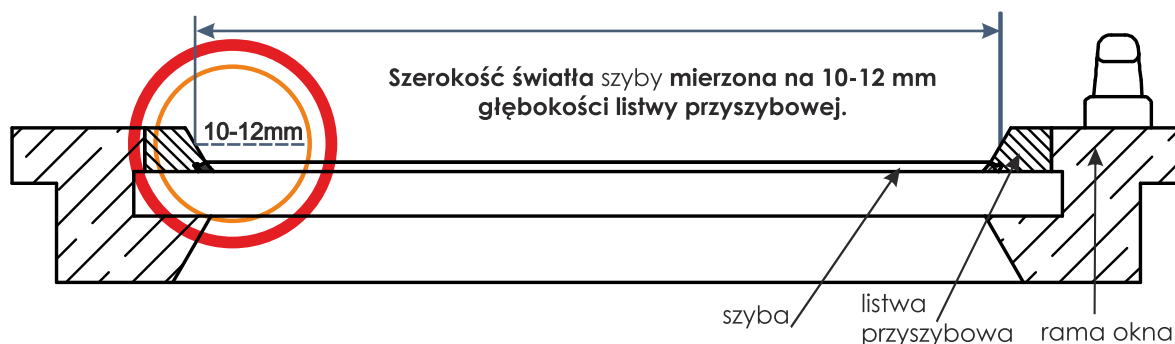 Szerokość światła szyby mierzona na 10-12 mm
głębokości listwy przyszybowej.
10-12mm
szyba
listwa
przyszybowa
rama okna